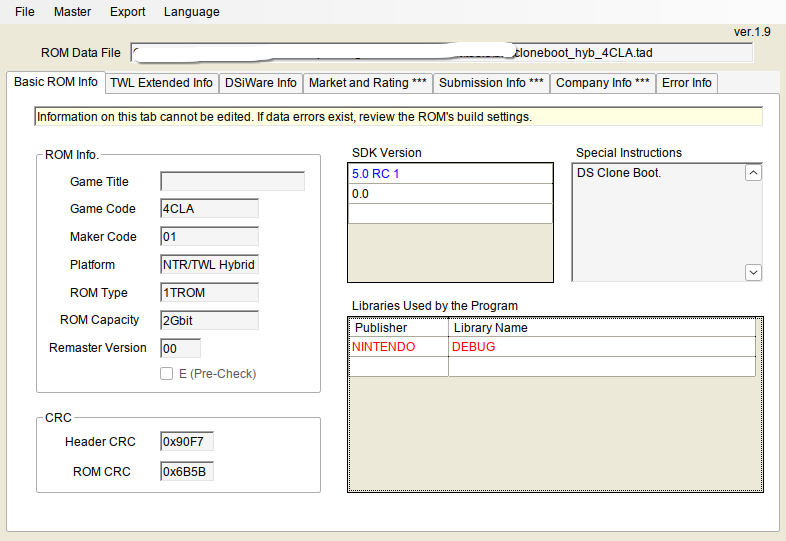 File Master Export Language
ver.1.9
ROM Data File cloneboot_hyb_4CLA.tad
Basic ROM Info TWL Extended Info DSiWare Info Market and Rating *** Submission Info *** Company Info *** Error Info
Information on this tab cannot be edited. If data errors exist, review the ROM's build settings.
ROM Info.
Game Title
Game Code 4CLA
Maker Code 01
Platform NTR/TWL Hybrid
ROM Type 1TROM
ROM Capacity 2Gbit
Remaster Version 00
E (Pre-Check)
CRC
Header CRC 0x90F7
ROM CRC 0x6B5B
SDK Version
5.0 RC 1
0.0
Special Instructions
DS Clone Boot.
Libraries Used by the Program
Publisher Library Name
NINTENDO DEBUG